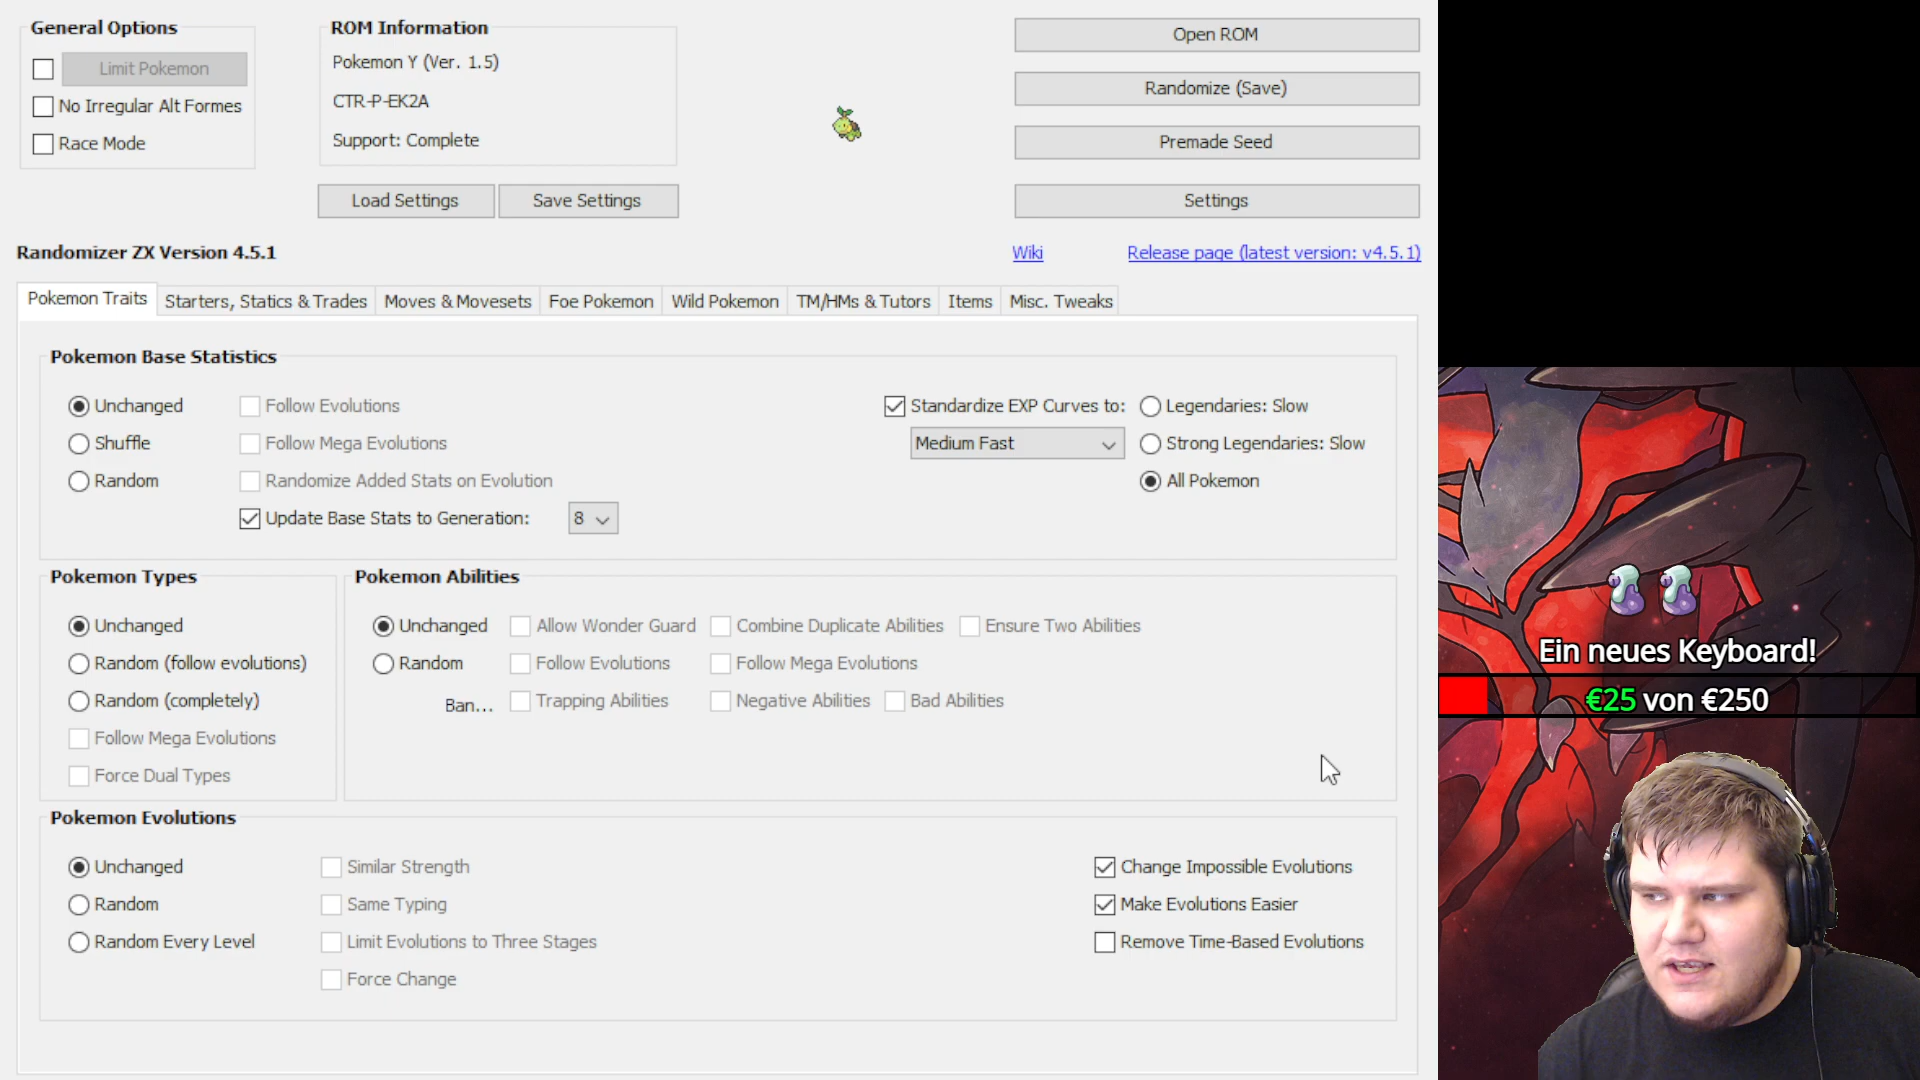 General Options
Limit Pokemon
No Irregular Alt Formes
Race Mode
ROM Information
Pokemon Y (Ver. 1.5)
CTR-P-EK2A
Support: Complete
Load Settings
Save Settings
Open ROM
Randomize (Save)
Premade Seed
Settings
Randomizer ZX Version 4.5.1
Wiki
Release page (latest version: v4.5.1)
Pokemon Traits
Starters, Statics & Trades
Moves & Movesets
Foe Pokemon
Wild Pokemon
TM/HMs & Tutors
Items
Misc. Tweaks
Pokemon Base Statistics
Unchanged
Shuffle
Random
Follow Evolutions
Follow Mega Evolutions
Randomize Added Stats on Evolution
Update Base Stats to Generation: 8
Standardize EXP Curves to:
Medium Fast
Legendaries: Slow
Strong Legendaries: Slow
All Pokemon
Pokemon Types
Unchanged
Random (follow evolutions)
Random (completely)
Follow Mega Evolutions
Force Dual Types
Pokemon Abilities
Unchanged
Random
Allow Wonder Guard
Combine Duplicate Abilities
Ensure Two Abilities
Follow Evolutions
Follow Mega Evolutions
Ban...
Trapping Abilities
Negative Abilities
Bad Abilities
Pokemon Evolutions
Unchanged
Random
Random Every Level
Similar Strength
Same Typing
Limit Evolutions to Three Stages
Force Change
Change Impossible Evolutions
Make Evolutions Easier
Remove Time-Based Evolutions
Ein neues Keyboard!
€25 von €250